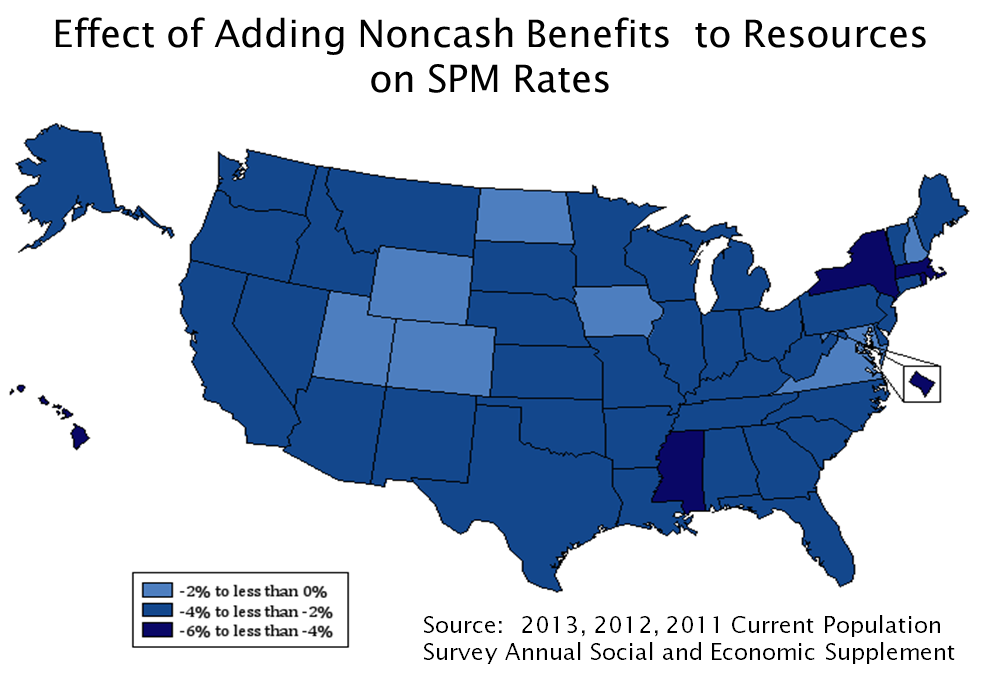 Effect of Adding Noncash Benefits  to Resources
on SPM Rates
-2% to less than 0%
-4% to less than -2%
-6% to less than -4%
Source:  2013, 2012, 2011 Current Population
Survey Annual Social and Economic Supplement